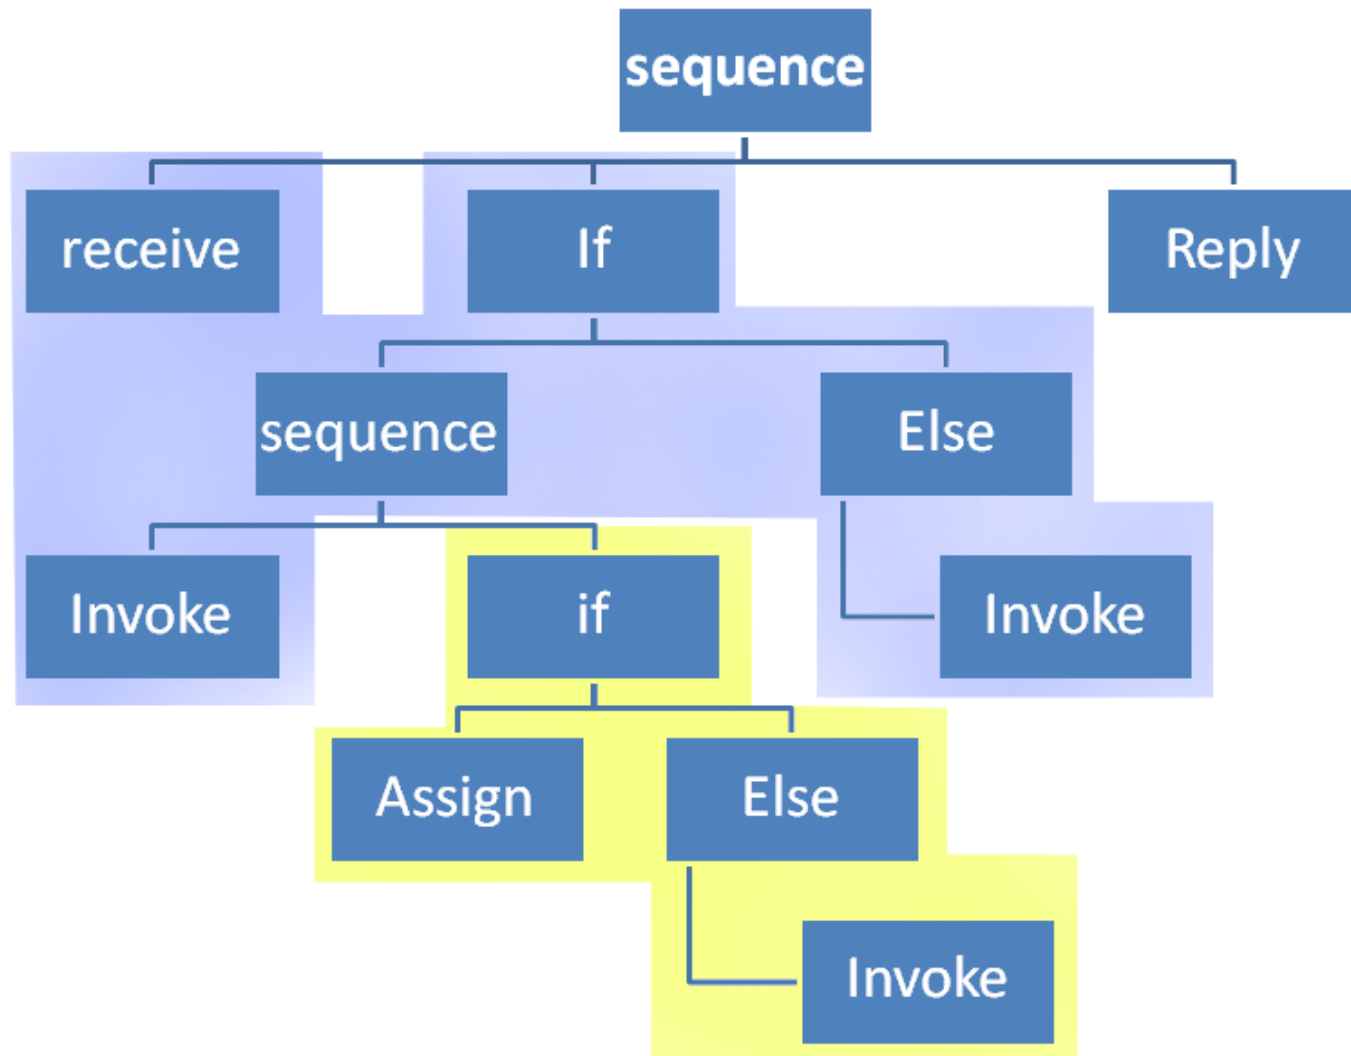 sequence
receive
If
Reply
sequence
Else
Invoke
if
Invoke
Assign
Else
Invoke